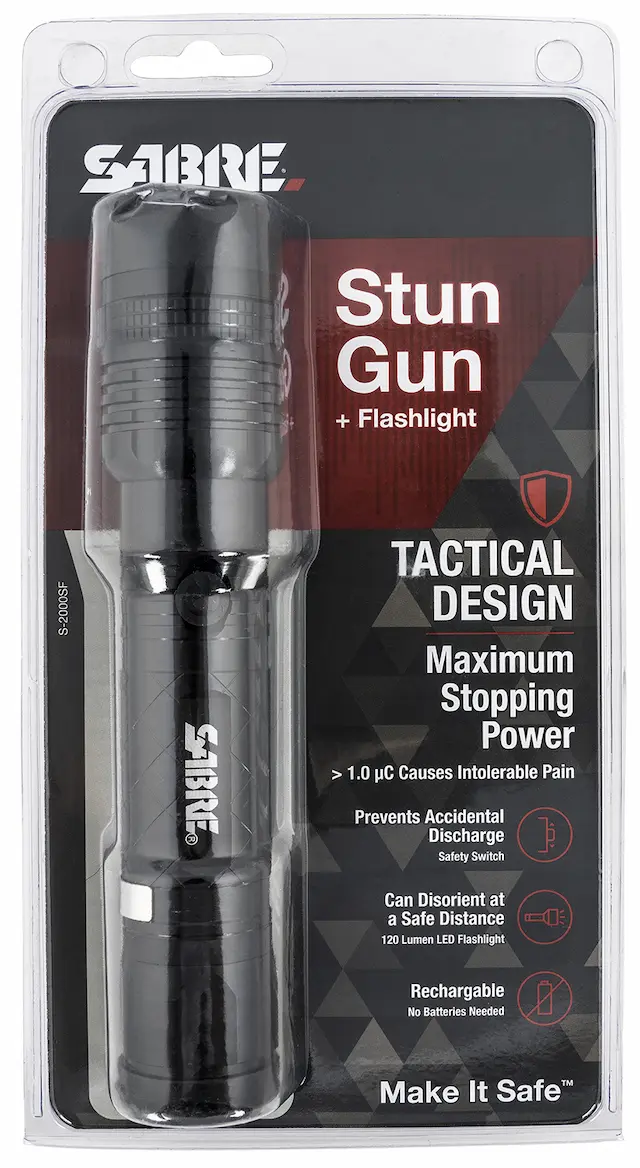 SABRE
Stun
Gun
+ Flashlight
TACTICAL
DESIGN
Maximum
Stopping
Power
> 1.0 µC Causes Intolerable Pain
Prevents Accidental
Discharge
Safety Switch
Can Disorient at
a Safe Distance
120 Lumen LED Flashlight
Rechargable
No Batteries Needed
Make It Safe™
S-2000SF
SABRE®